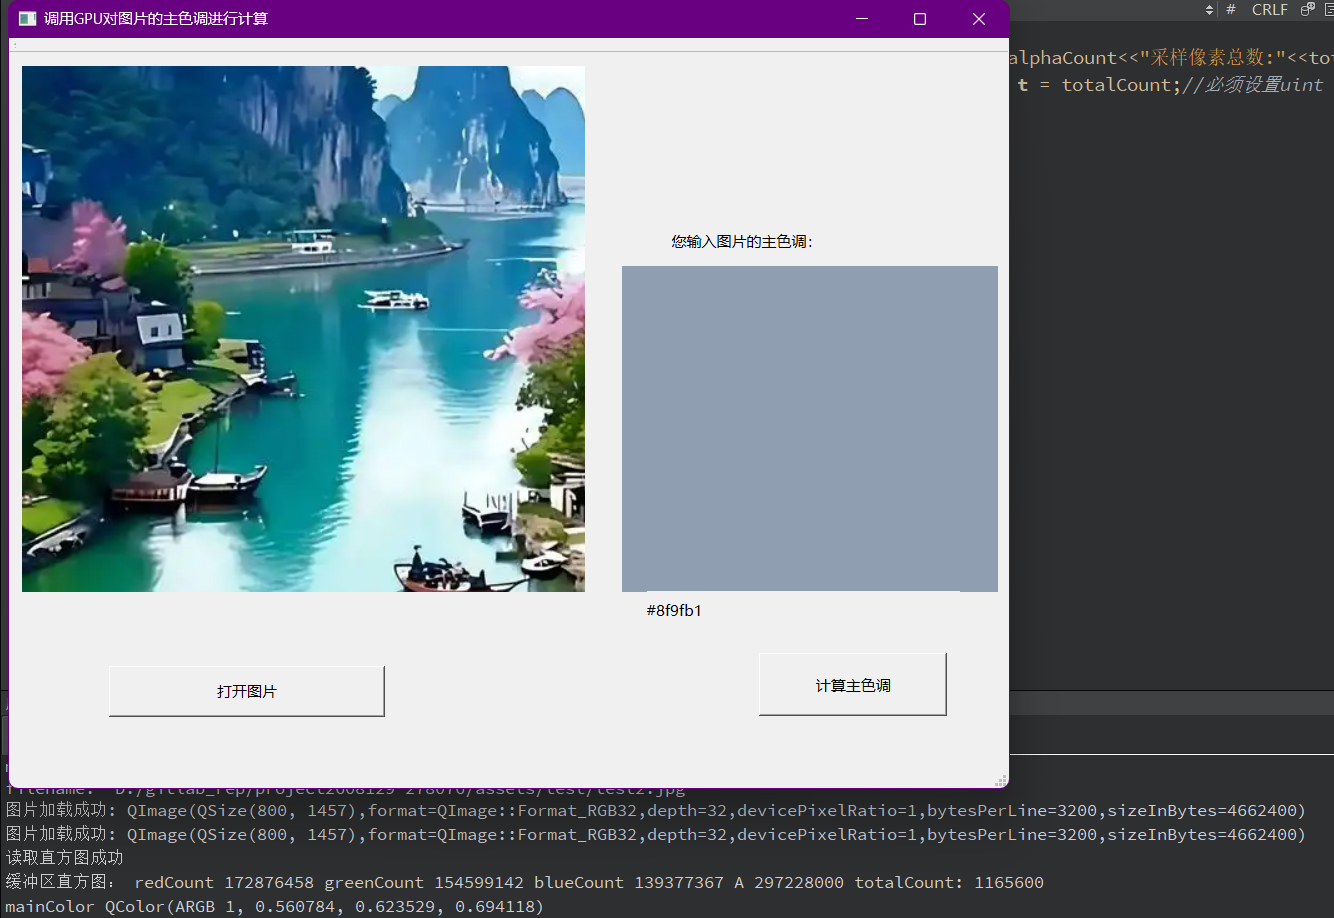 调用GPU对图片的主色调进行计算
# CRLF
alphaCount<<"采样像素总数:"<<tot
t = totalCount;//必须设置uint
您输入图片的主色调:
#8f9fb1
打开图片
计算主色调
图片加载成功: QImage(QSize(800, 1457),format=QImage::Format_RGB32,depth=32,devicePixelRatio=1,bytesPerLine=3200,sizeInBytes=4662400)
图片加载成功: QImage(QSize(800, 1457),format=QImage::Format_RGB32,depth=32,devicePixelRatio=1,bytesPerLine=3200,sizeInBytes=4662400)
读取直方图成功
缓冲区直方图: redCount 172876458 greenCount 154599142 blueCount 139377367 A 297228000 totalCount: 1165600
mainColor QColor(ARGB 1, 0.560784, 0.623529, 0.694118)